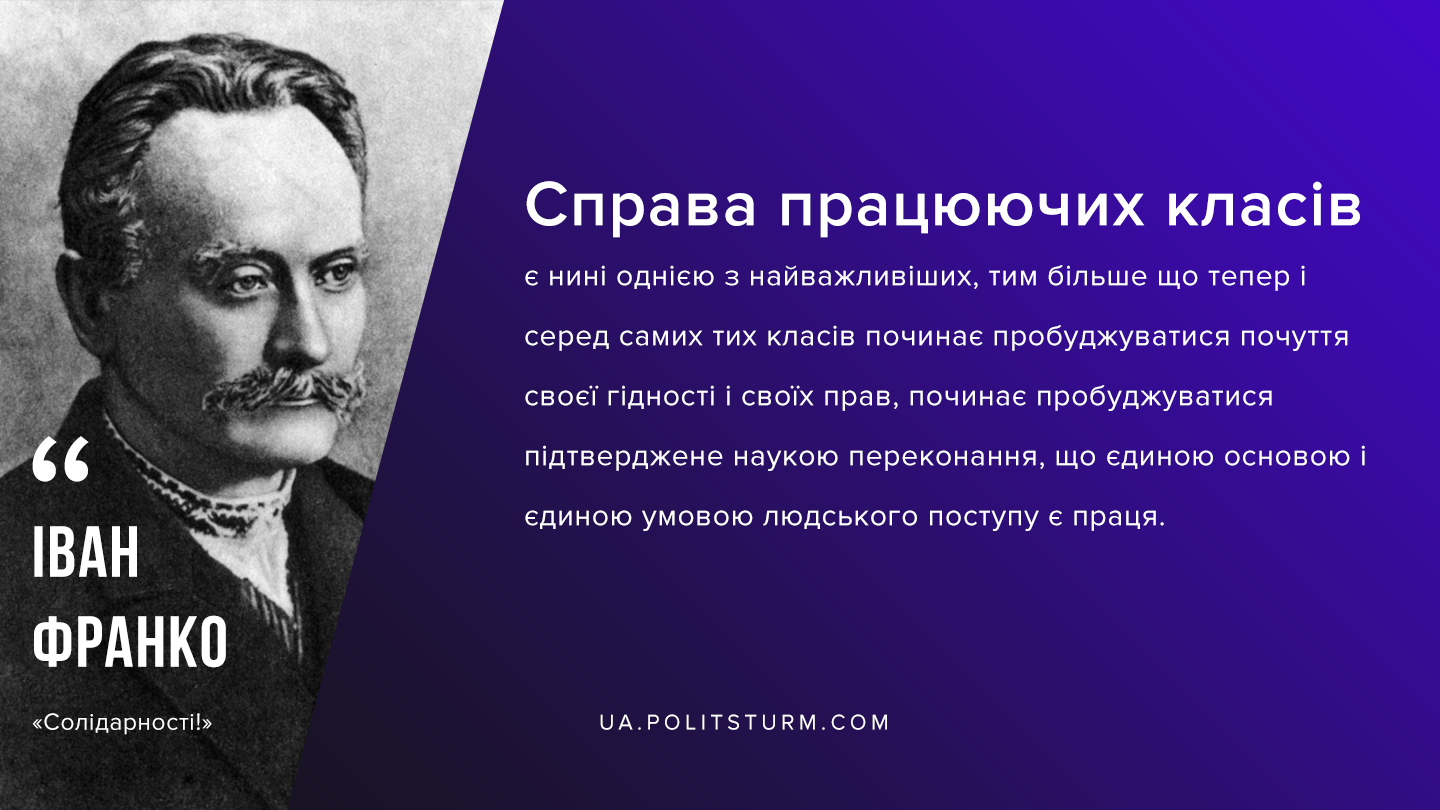 Справа працюючих класів
є нині однією з найважливіших, тим більше що тепер і
серед самих тих класів починає пробуджуватися почуття
своєї гідності і своїх прав, починає пробуджуватися
підтверджене наукою переконання, що єдиною основою і
єдиною умовою людського поступу є праця.
“
ІВАН
ФРАНКО
«Солідарності!»
UA.POLITSTURM.COM